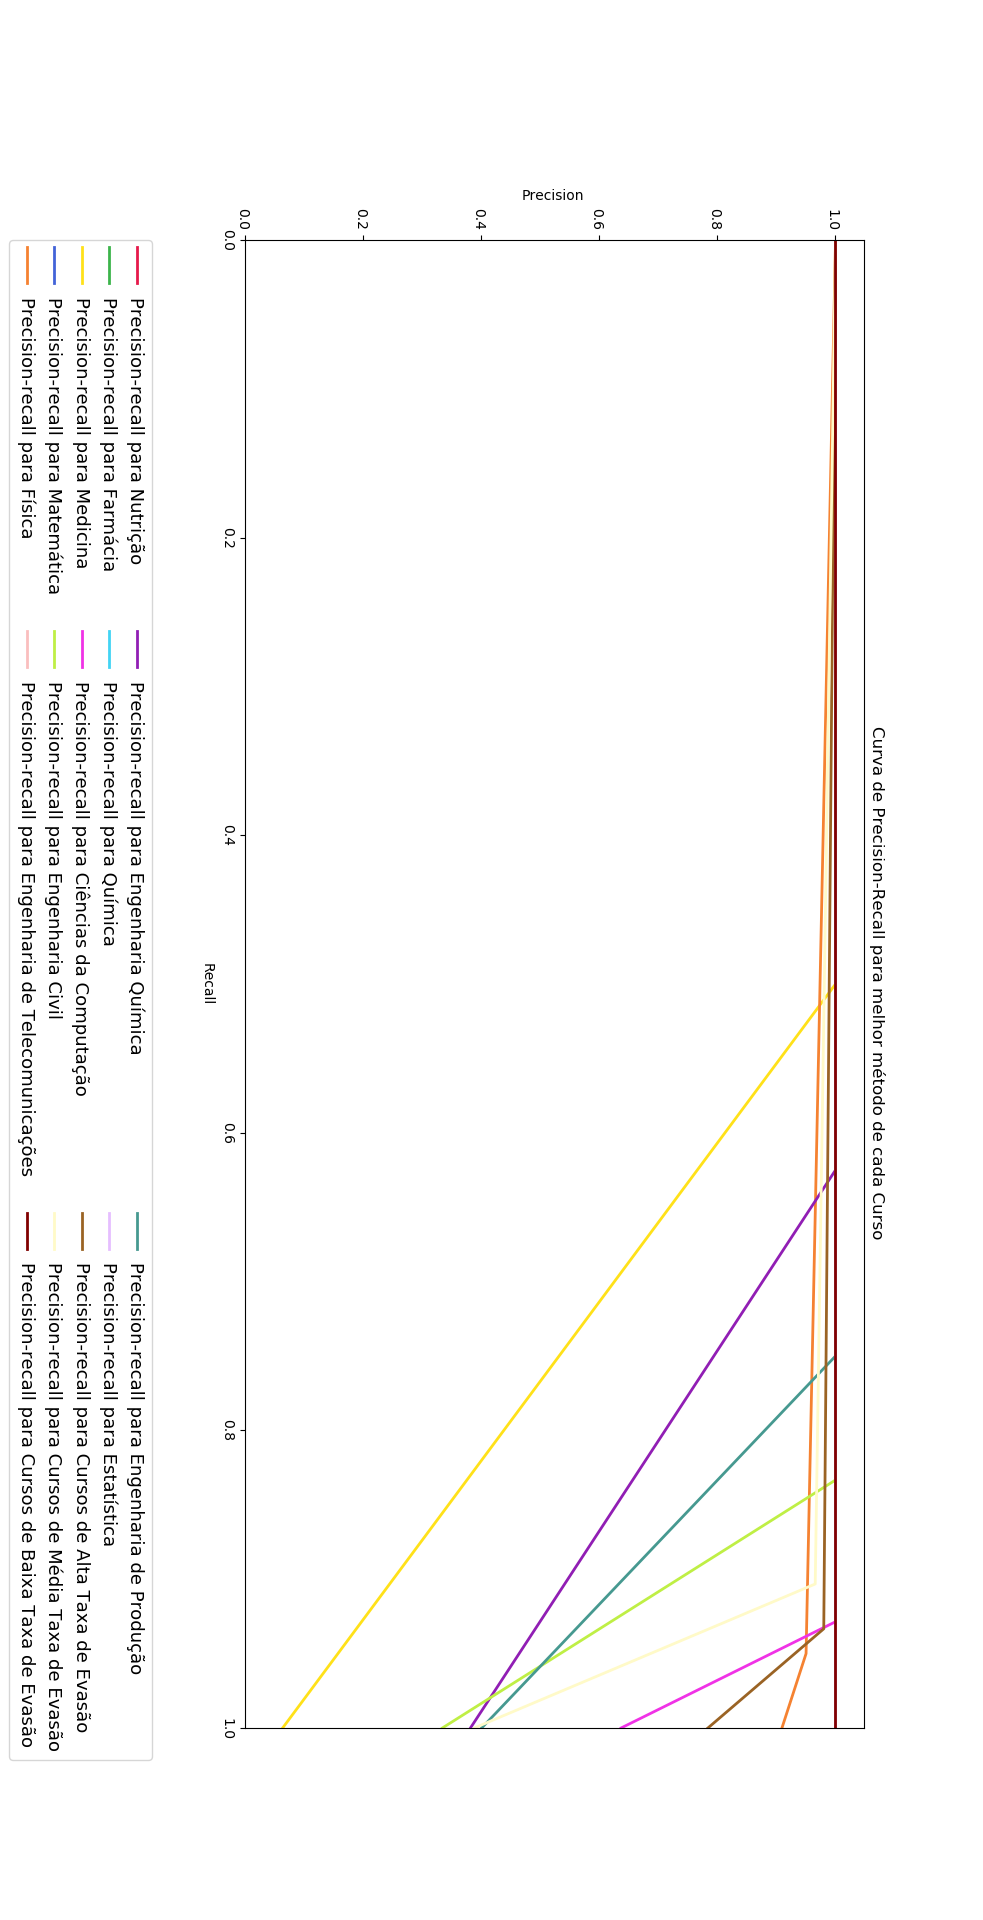 Curva de Precision-Recall para melhor método de cada Curso
Precision
1.0
0.8
0.6
0.4
0.2
0.0
0.0
0.2
0.4
0.6
0.8
1.0
Recall
Precision-recall para Nutrição
Precision-recall para Farmácia
Precision-recall para Medicina
Precision-recall para Matemática
Precision-recall para Física
Precision-recall para Engenharia Química
Precision-recall para Química
Precision-recall para Ciências da Computação
Precision-recall para Engenharia Civil
Precision-recall para Engenharia de Telecomunicações
Precision-recall para Engenharia de Produção
Precision-recall para Estatística
Precision-recall para Cursos de Alta Taxa de Evasão
Precision-recall para Cursos de Média Taxa de Evasão
Precision-recall para Cursos de Baixa Taxa de Evasão